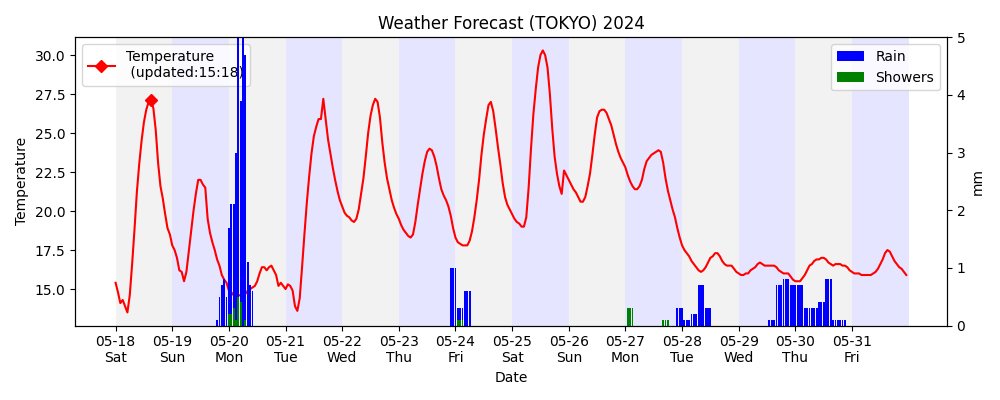 Weather Forecast (TOKYO) 2024
Temperature
(updated:15:18)
Rain
Showers
Temperature
30.0
27.5
25.0
22.5
20.0
17.5
15.0
5
4
3
2
1
0
mm
05-18 05-19 05-20 05-21 05-22 05-23 05-24 05-25 05-26 05-27 05-28 05-29 05-30 05-31
Sat Sun Mon Tue Wed Thu Fri Sat Sun Mon Tue Wed Thu Fri
Date